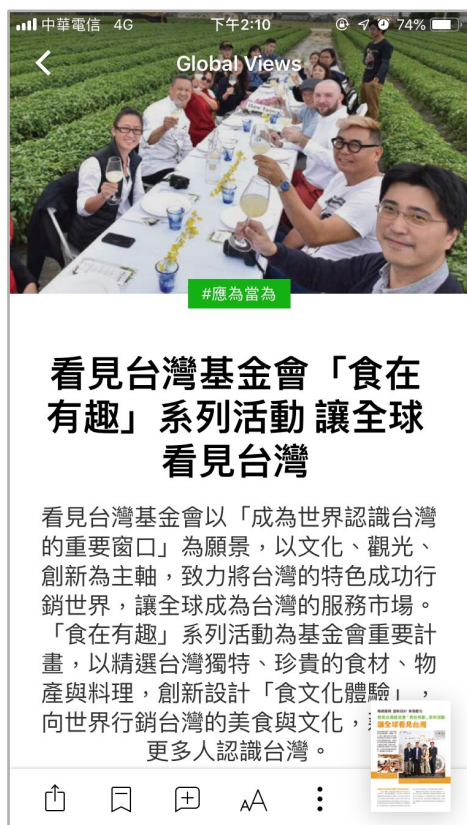 中華電信 4G 下午2:10 74%
Global Views
#應為當為
看見台灣基金會「食在
有趣」系列活動 讓全球
看見台灣
看見台灣基金會以「成為世界認識台灣
的重要窗口」為願景，以文化、觀光、
創新為主軸，致力將台灣的特色成功行
銷世界，讓全球成為台灣的服務市場。
「食在有趣」系列活動為基金會重要計
畫，以精選台灣獨特、珍貴的食材、物
產與料理，創新設計「食文化體驗」，
向世界行銷台灣的美食與文化，
更多人認識台灣。
AA
讓全球看見台灣